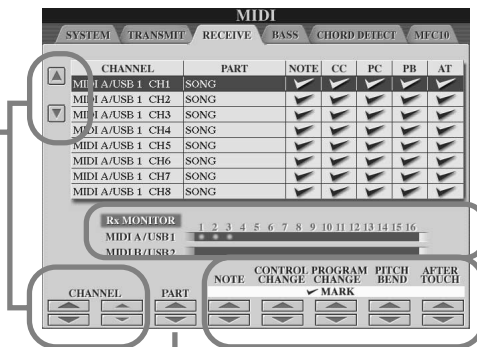 MIDI
SYSTEM TRANSMIT RECEIVE BASS CHORD DETECT MFC10
CHANNEL PART NOTE CC PC PB AT
MIDI A/USB 1 CH1 SONG
MIDI A/USB 1 CH2 SONG
MIDI A/USB 1 CH3 SONG
MIDI A/USB 1 CH4 SONG
MIDI A/USB 1 CH5 SONG
MIDI A/USB 1 CH6 SONG
MIDI A/USB 1 CH7 SONG
MIDI A/USB 1 CH8 SONG
Rx MONITOR 1 2 3 4 5 6 7 8 9 10 11 12 13 14 15 16
MIDI A/USB1
MIDI B/USB2
CHANNEL PART NOTE CONTROL CHANGE PROGRAM CHANGE PITCH BEND AFTER TOUCH
MARK